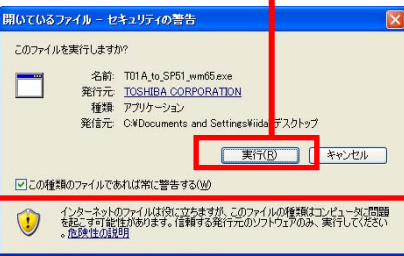 開いているファイル - セキュリティの警告
このファイルを実行しますか?
名前: T01A_to_SP51_wm65.exe
発行元: TOSHIBA CORPORATION
種類: アプリケーション
発信元: C:¥Documents and Settings¥iida デスクトップ
実行(R) キャンセル
この種類のファイルであれば常に警告する(W)
インターネットのファイルは役に立ちますが、このファイルの種類はコンピュータに問題
を起こす可能性があります。信頼する発行元のソフトウェアのみ、実行してください
。危険性の説明